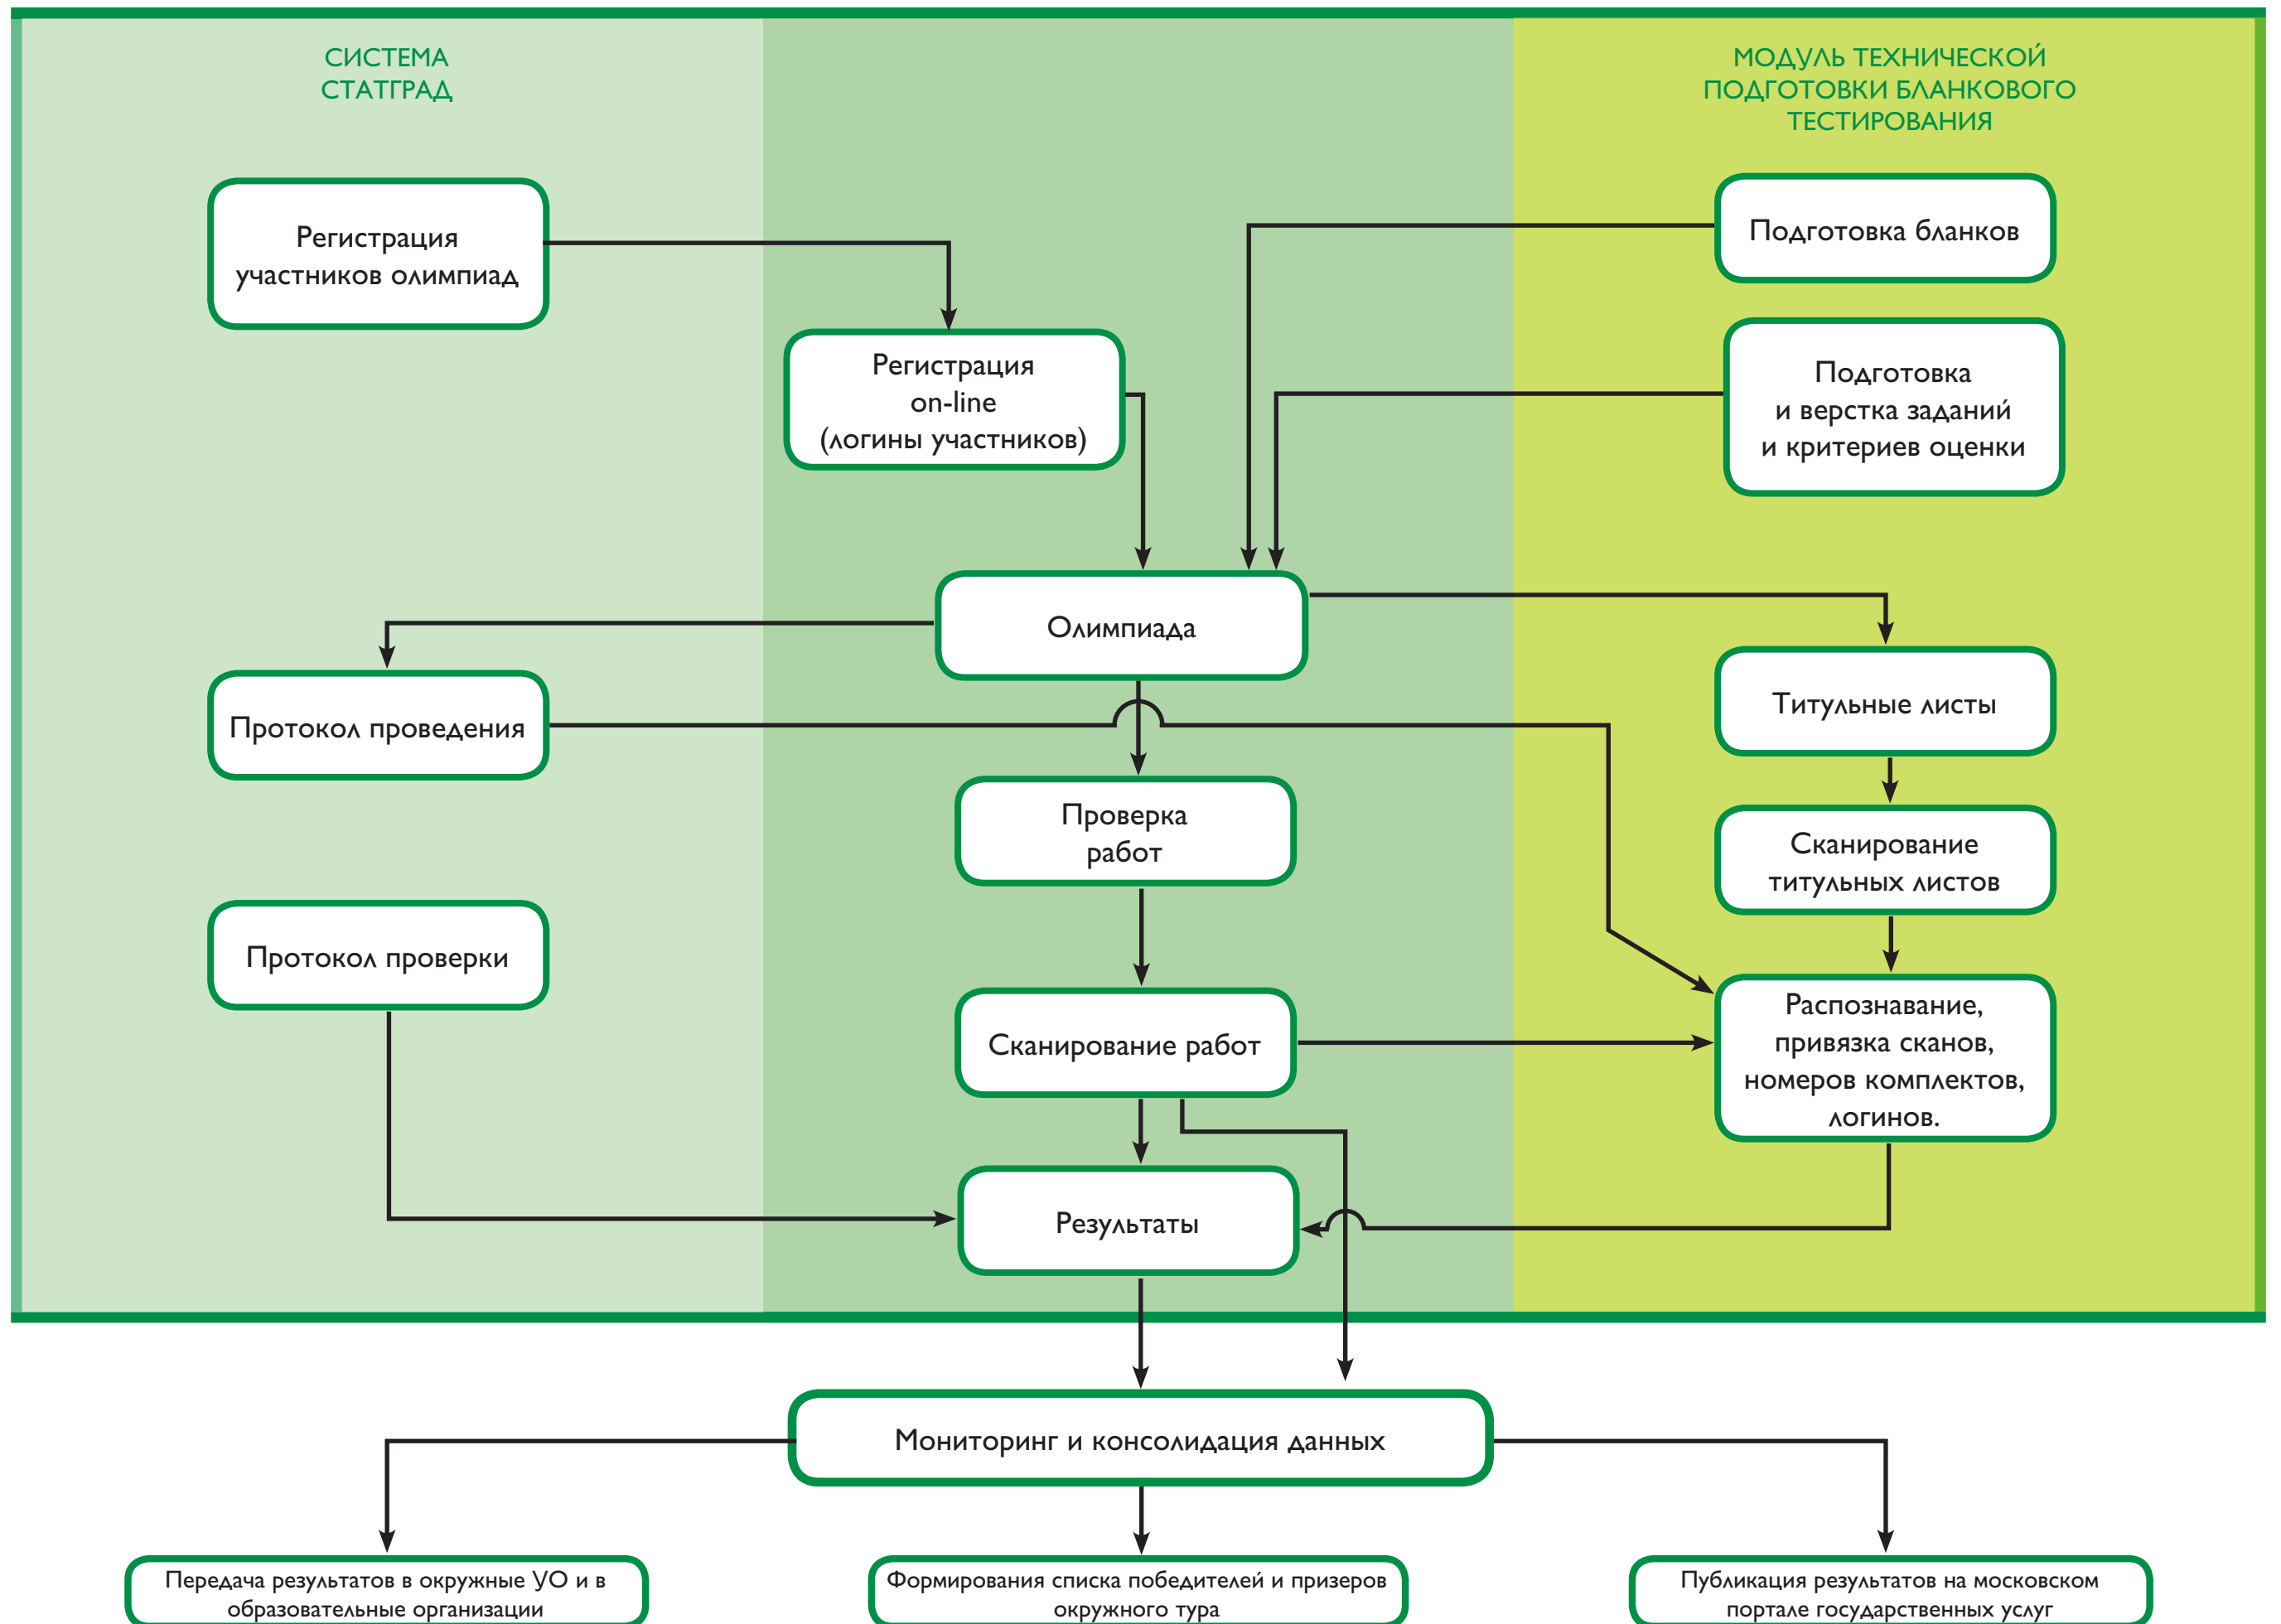 СИСТЕМА
СТАТГРАД
МОДУЛЬ ТЕХНИЧЕСКОЙ
ПОДГОТОВКИ БЛАНКОВОГО
ТЕСТИРОВАНИЯ
Регистрация
участников олимпиад
Подготовка бланков
Регистрация
on-line
(логины участников)
Подготовка
и верстка заданий
и критериев оценки
Олимпиада
Протокол проведения
Титульные листы
Проверка
работ
Сканирование
титульных листов
Протокол проверки
Сканирование работ
Распознавание,
привязка сканов,
номеров комплектов,
логинов.
Результаты
Мониторинг и консолидация данных
Передача результатов в окружные УО и в
образовательные организации
Формирования списка победителей и призеров
окружного тура
Публикация результатов на московском
портале государственных услуг